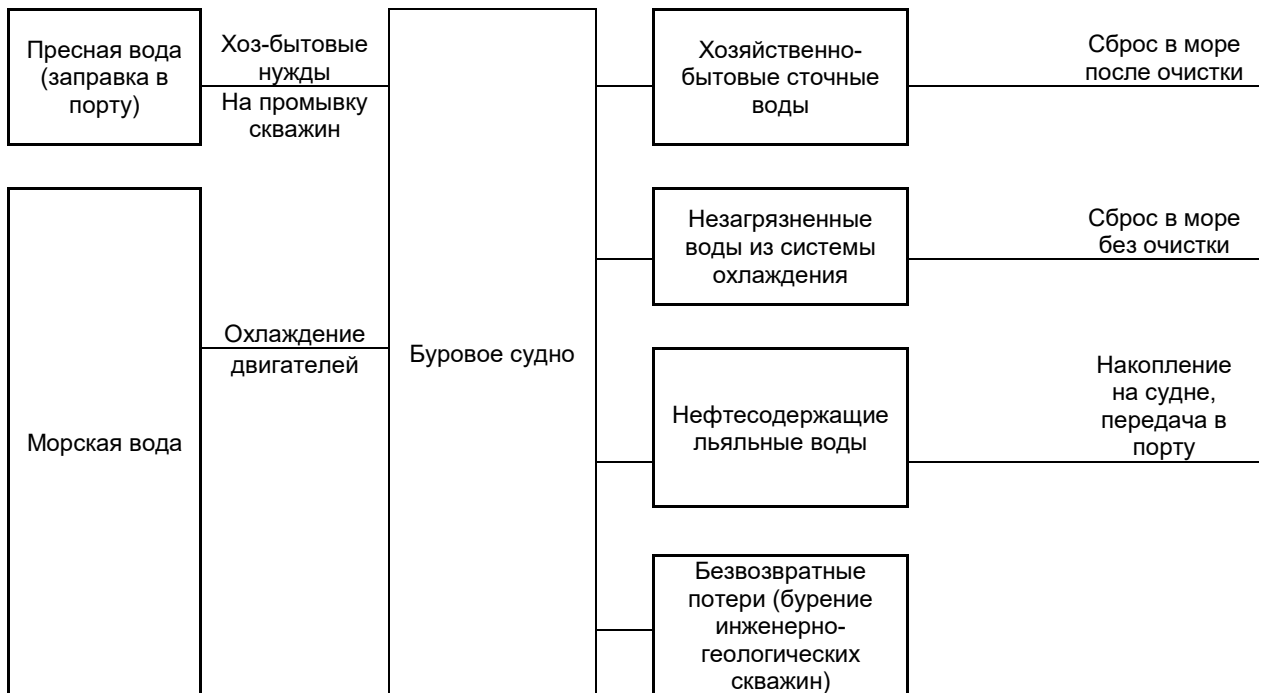 Пресная вода
(заправка в
порту)
Хоз-бытовые
нужды
На промывку
скважин
Хозяйственно-
бытовые сточные
воды
Сброс в море
после очистки
Морская вода
Охлаждение
двигателей
Буровое судно
Незагрязненные
воды из системы
охлаждения
Сброс в море
без очистки
Нефтесодержащие
льяльные воды
Накопление
на судне,
передача в
порту
Безвозвратные
потери (бурение
инженерно-
геологических
скважин)